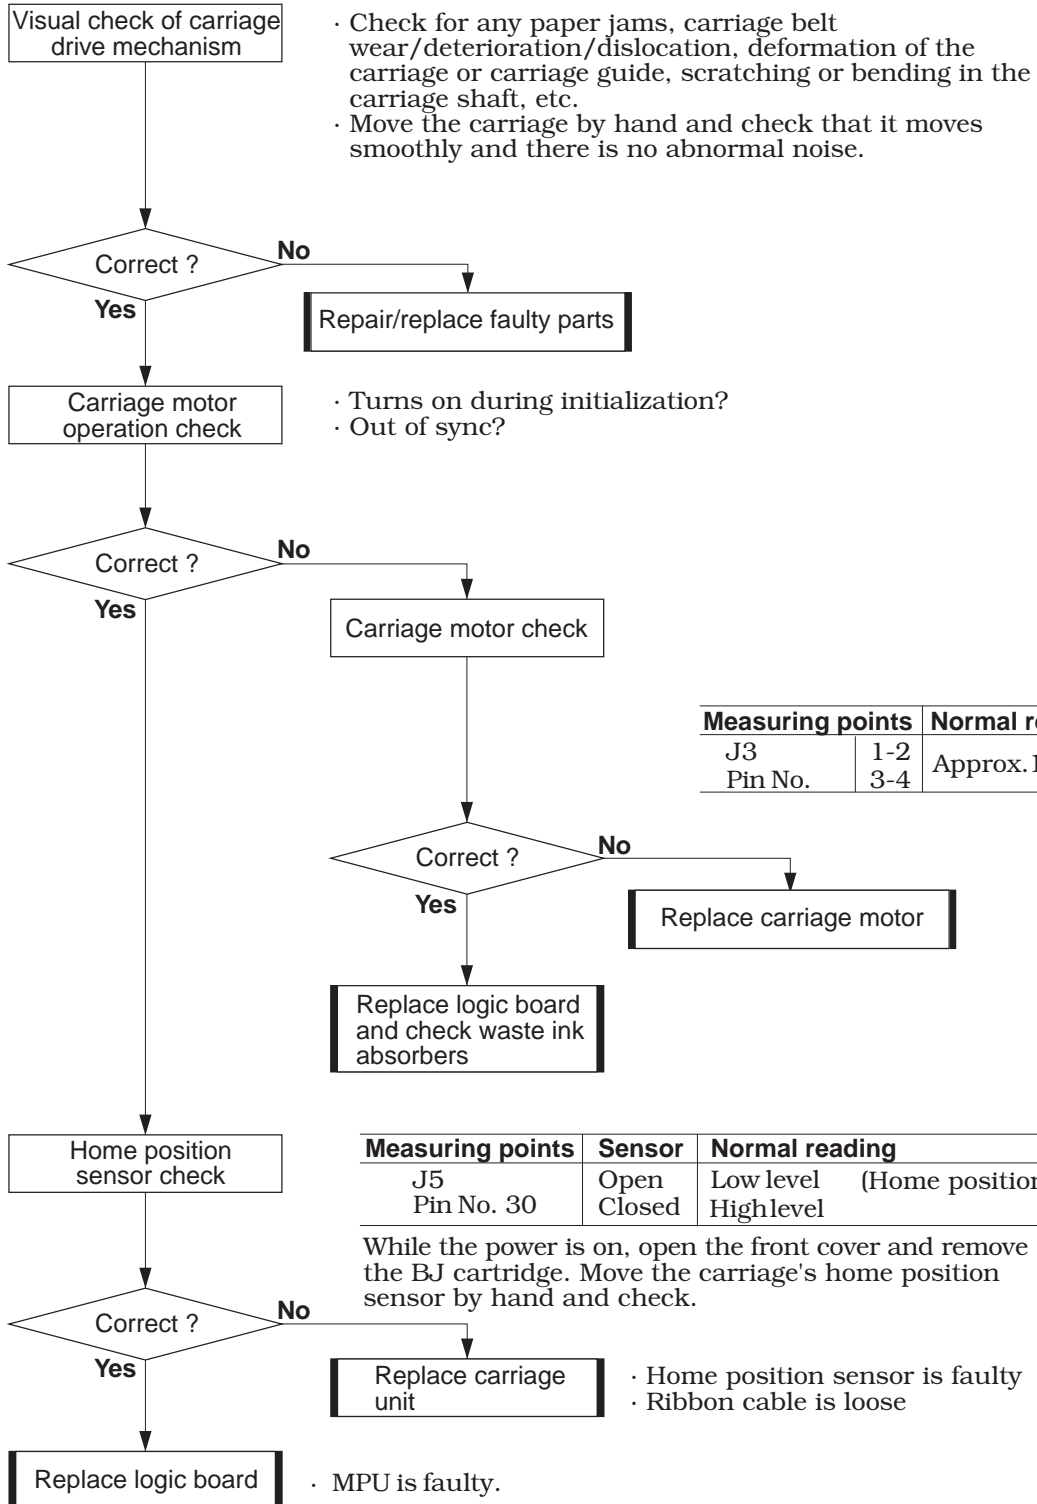 Visual check of carriage
drive mechanism
· Check for any paper jams, carriage belt
wear/deterioration/dislocation, deformation of the
carriage or carriage guide, scratching or bending in the
carriage shaft, etc.
· Move the carriage by hand and check that it moves
smoothly and there is no abnormal noise.
Correct ?
No
Yes
Repair/replace faulty parts
Carriage motor
operation check
· Turns on during initialization?
· Out of sync?
Correct ?
No
Yes
Carriage motor check
Measuring points Normal
J3 1-2
Pin No. 3-4
Approx.
Correct ?
No
Yes
Replace carriage motor
Replace logic board
and check waste ink
absorbers
Home position
sensor check
Measuring points Sensor Normal reading
J5 Open Low level (Home position
Pin No. 30 Closed Highlevel
While the power is on, open the front cover and remove
the BJ cartridge. Move the carriage's home position
sensor by hand and check.
Correct ?
No
Yes
Replace carriage
unit
· Home position sensor is faulty
· Ribbon cable is loose
Replace logic board
· MPU is faulty.